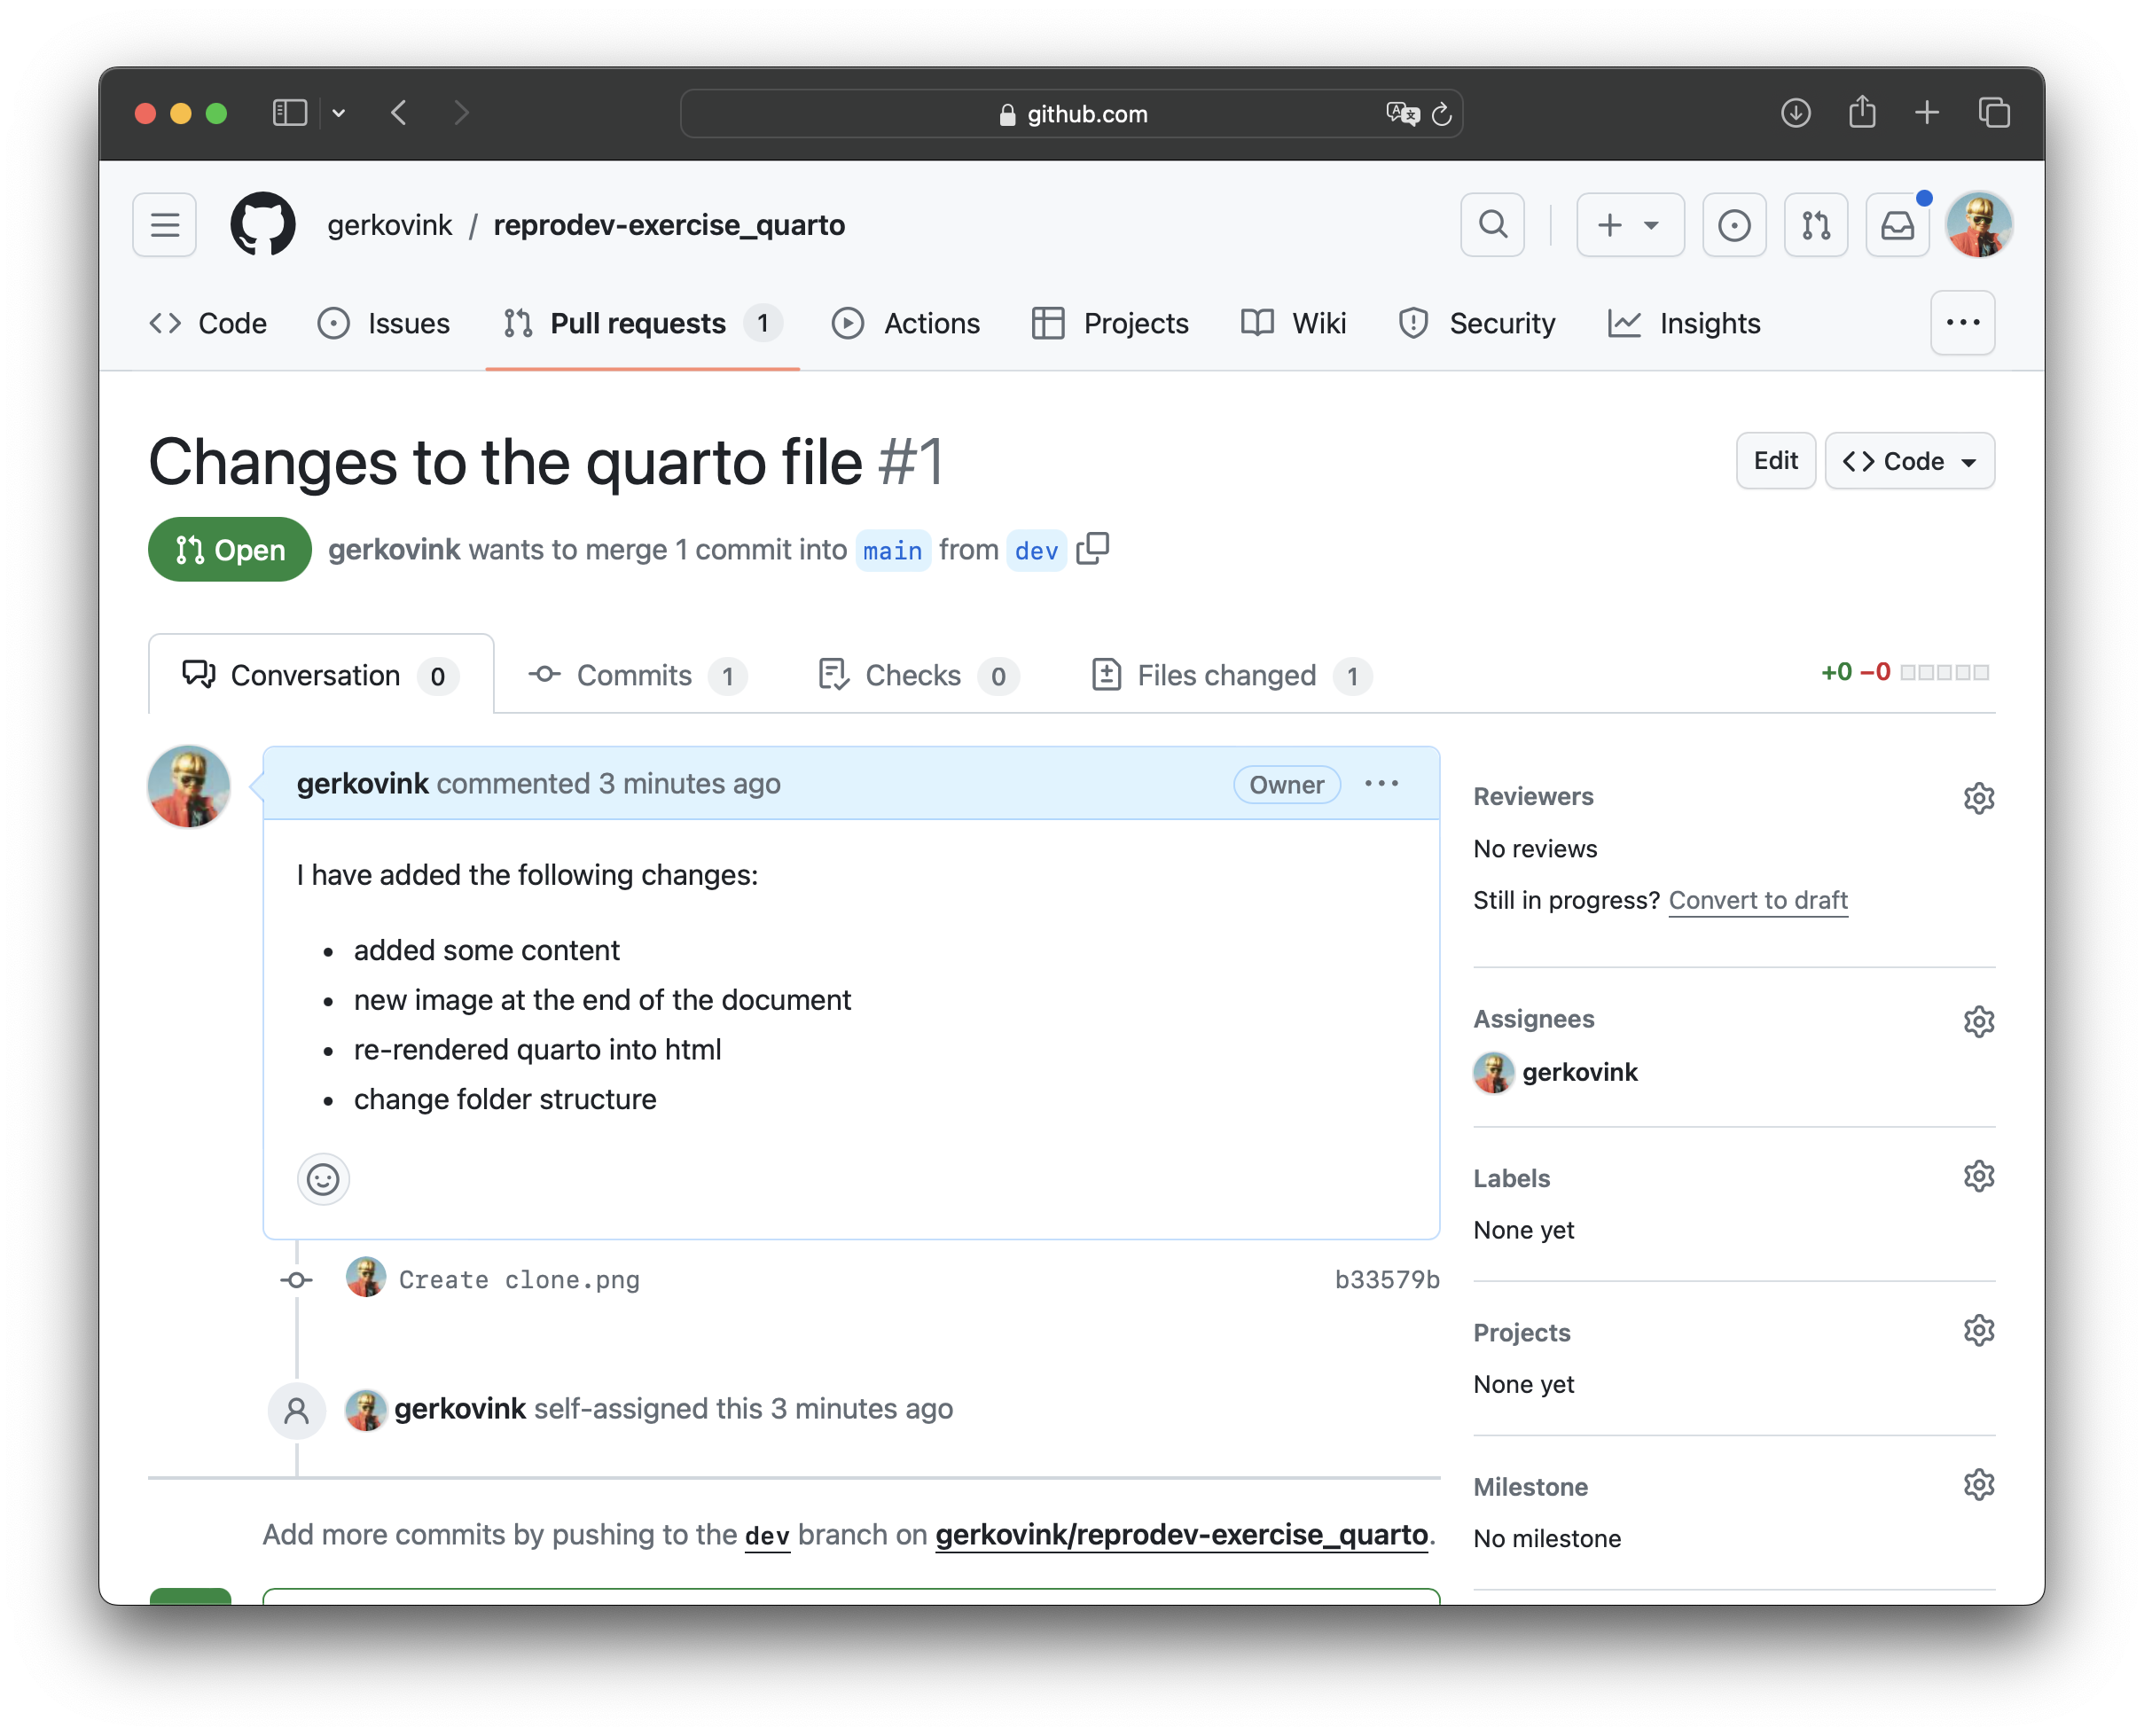 github.com
gerkovink / reprodev-exercise_quarto
Code Issues Pull requests 1 Actions Projects Wiki Security Insights
Changes to the quarto file #1
Edit Code
Open gerkovink wants to merge 1 commit into main from dev
Conversation 0 Commits 1 Checks 0 Files changed 1 +0 −0
gerkovink commented 3 minutes ago Owner
I have added the following changes:
• added some content
• new image at the end of the document
• re-rendered quarto into html
• change folder structure
Create clone.png b33579b
gerkovink self-assigned this 3 minutes ago
Add more commits by pushing to the dev branch on gerkovink/reprodev-exercise_quarto.
Reviewers
No reviews
Still in progress? Convert to draft
Assignees
gerkovink
Labels
None yet
Projects
None yet
Milestone
No milestone